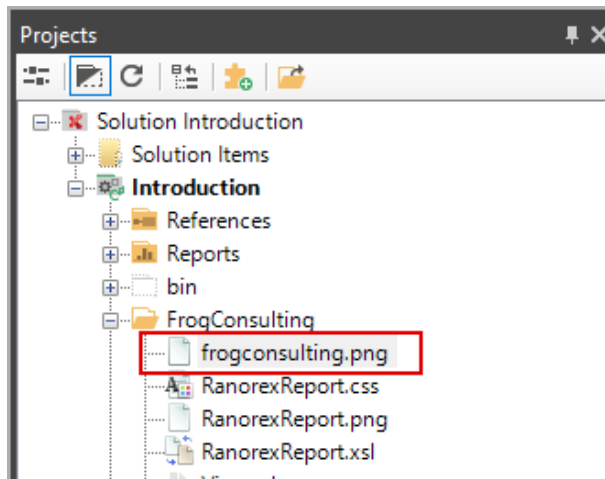 Projects
Solution Introduction
Solution Items
Introduction
References
Reports
bin
FrogConsulting
frogconsulting.png
RanorexReport.css
RanorexReport.png
RanorexReport.xsl